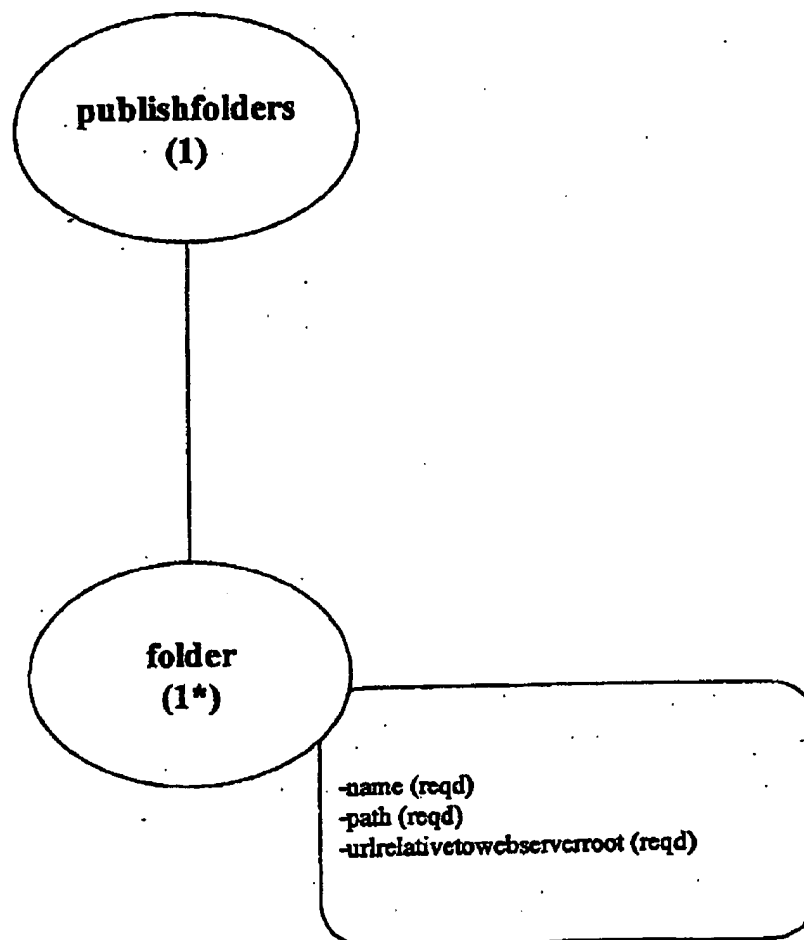 publishfolders
(1)
folder
(1*)
-name (reqd)
-path (reqd)
-urlrelativetowebserverroot (reqd)